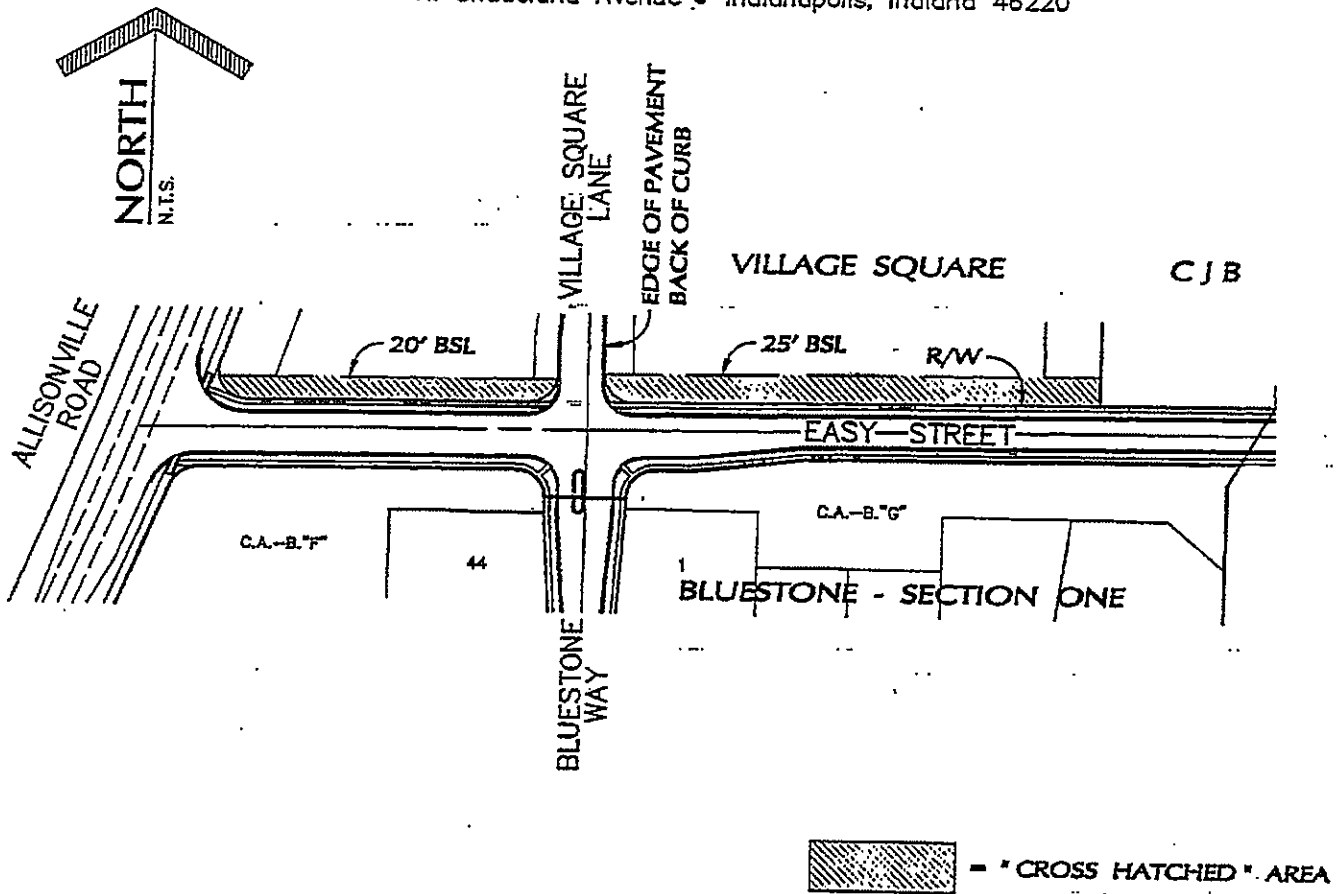 Avenue • Indianapolis, Indiana 46220
NORTH
N.T.S.
VILLAGE SQUARE
LANE
EDGE OF PAVEMENT
BACK OF CURB
VILLAGE SQUARE
C J B
ALLISONVILLE
ROAD
20' BSL
25' BSL
R/W
EASY STREET
C.A.-B."F"
44
1
C.A.-B."G"
BLUESTONE - SECTION ONE
BLUESTONE
WAY
= "CROSS HATCHED" AREA